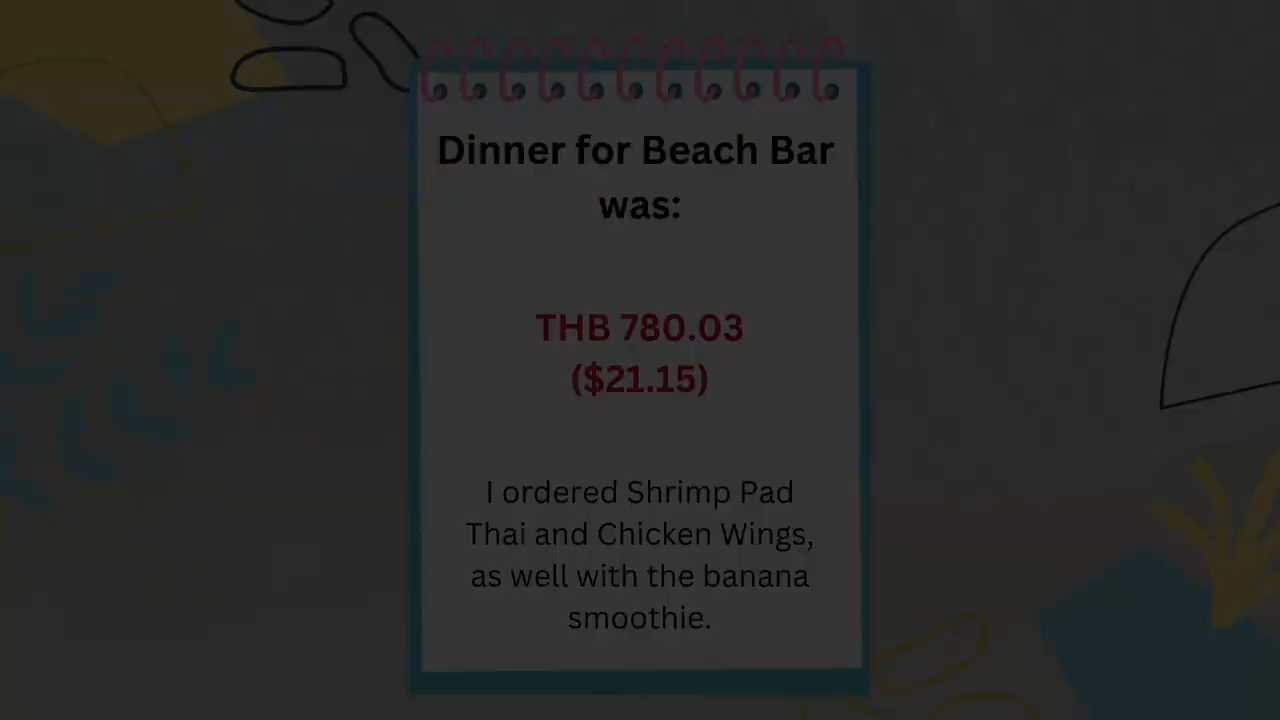 Dinner for Beach Bar
was:
THB 780.03
($21.15)
I ordered Shrimp Pad
Thai and Chicken Wings,
as well with the banana
smoothie.